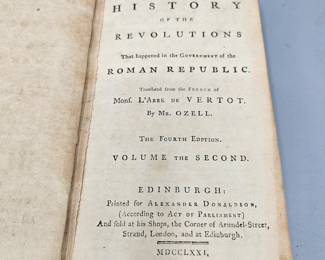 HISTORY
OF THE
REVOLUTIONS
That happened in the GOVERNMENT of the
ROMAN REPUBLIC.
Translated from the FRENCH of
Monſ. L'ABBE DE VERTOT.
By MR. OZELL.
THE FOURTH EDITION.
VOLUME THE SECOND.
EDINBURGH:
Printed for ALEXANDER DONALDSON,
(According to ACT OF PARLIAMENT)
And ſold at his Shops, the Corner of Arundel-Street,
Strand, London, and at Edinburgh.
MDCCLXXI.